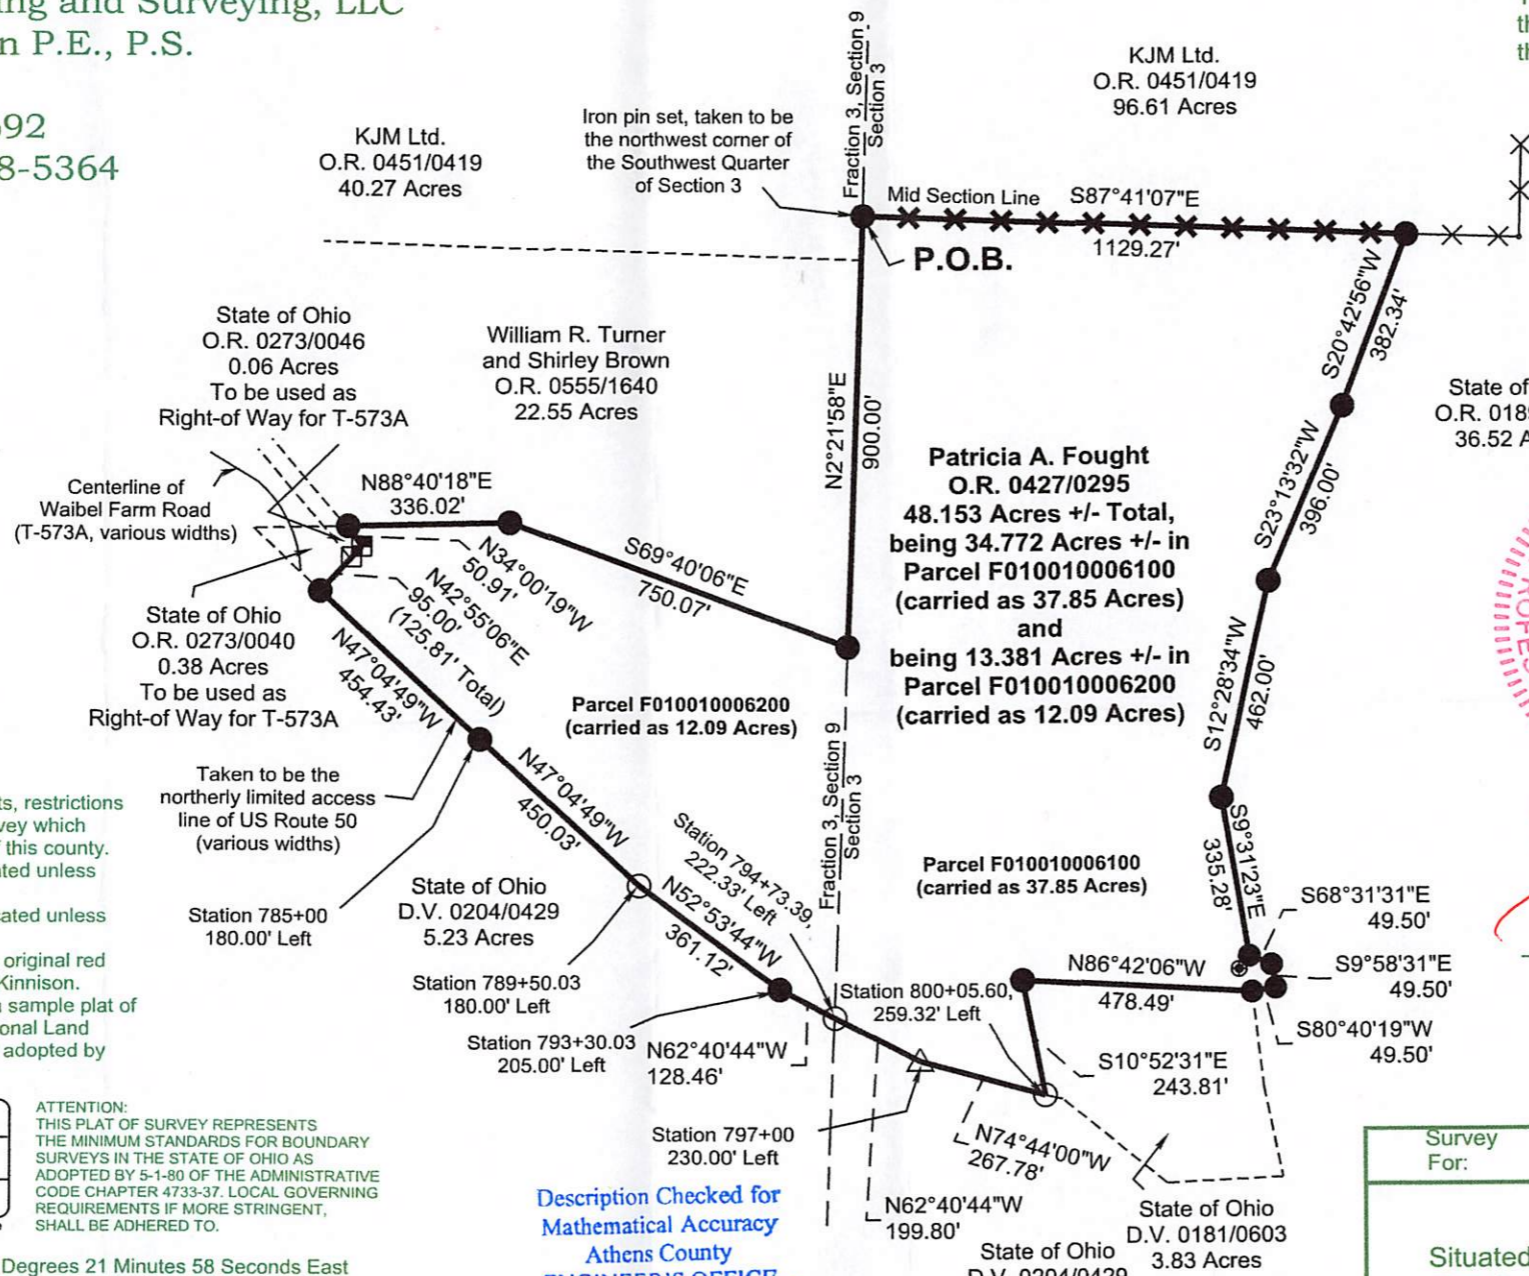 ing and Surveying, LLC
n P.E., P.S.
692
8-5364
KJM Ltd.
O.R. 0451/0419
40.27 Acres
Iron pin set, taken to be
the northwest corner of
the Southwest Quarter
of Section 3
Fraction 3, Section 9
Section 3
KJM Ltd.
O.R. 0451/0419
96.61 Acres
th
th
Mid Section Line
S87°41'07"E
1129.27'
P.O.B.
State of Ohio
O.R. 0273/0046
0.06 Acres
To be used as
Right-of Way for T-573A
William R. Turner
and Shirley Brown
O.R. 0555/1640
22.55 Acres
N2°21'58"E
900.00'
S20°42'56"W
382.34'
State of
O.R. 018
36.52 A
Centerline of
Waibel Farm Road
(T-573A, various widths)
N88°40'18"E
336.02'
S69°40'06"E
750.07'
N34°00'19"W
50.91'
N42°55'06"E
95.00'
(125.81' Total)
Patricia A. Fought
O.R. 0427/0295
48.153 Acres +/- Total,
being 34.772 Acres +/- in
Parcel F010010006100
(carried as 37.85 Acres)
and
being 13.381 Acres +/- in
Parcel F010010006200
(carried as 12.09 Acres)
S23°13'32"W
396.00'
State of Ohio
O.R. 0273/0040
0.38 Acres
To be used as
Right-of Way for T-573A
N47°04'49"W
454.43'
Parcel F010010006200
(carried as 12.09 Acres)
S12°28'34"W
462.00'
Taken to be the
northerly limited access
line of US Route 50
(various widths)
ts, restrictions
vey which
f this county.
ated unless
cated unless
original red
Kinnison.
a sample plat of
onal Land
adopted by
N47°04'49"W
450.03'
Station 794+73.39,
222.33' Left
Fraction 3, Section 9
Section 3
Parcel F010010006100
(carried as 37.85 Acres)
S9°31'23"E
335.28'
Station 785+00
180.00' Left
State of Ohio
D.V. 0204/0429
5.23 Acres
N52°53'44"W
361.12'
S68°31'31"E
49.50'
Station 789+50.03
180.00' Left
Station 800+05.60,
259.32' Left
N86°42'06"W
478.49'
S9°58'31"E
49.50'
Station 793+30.03
205.00' Left
N62°40'44"W
128.46'
S10°52'31"E
243.81'
S80°40'19"W
49.50'
ATTENTION:
THIS PLAT OF SURVEY REPRESENTS
THE MINIMUM STANDARDS FOR BOUNDARY
SURVEYS IN THE STATE OF OHIO AS
ADOPTED BY 5-1-80 OF THE ADMINISTRATIVE
CODE CHAPTER 4733-37. LOCAL GOVERNING
REQUIREMENTS IF MORE STRINGENT,
SHALL BE ADHERED TO.
Station 797+00
230.00' Left
N74°44'00"W
267.78'
N62°40'44"W
199.80'
State of Ohio
D.V. 0181/0603
3.83 Acres
Survey
For:
Description Checked for
Mathematical Accuracy
Athens County
ENGINEER'S OFFICE
State of Ohio
D.V. 0204/0429
Situated
Degrees 21 Minutes 58 Seconds East